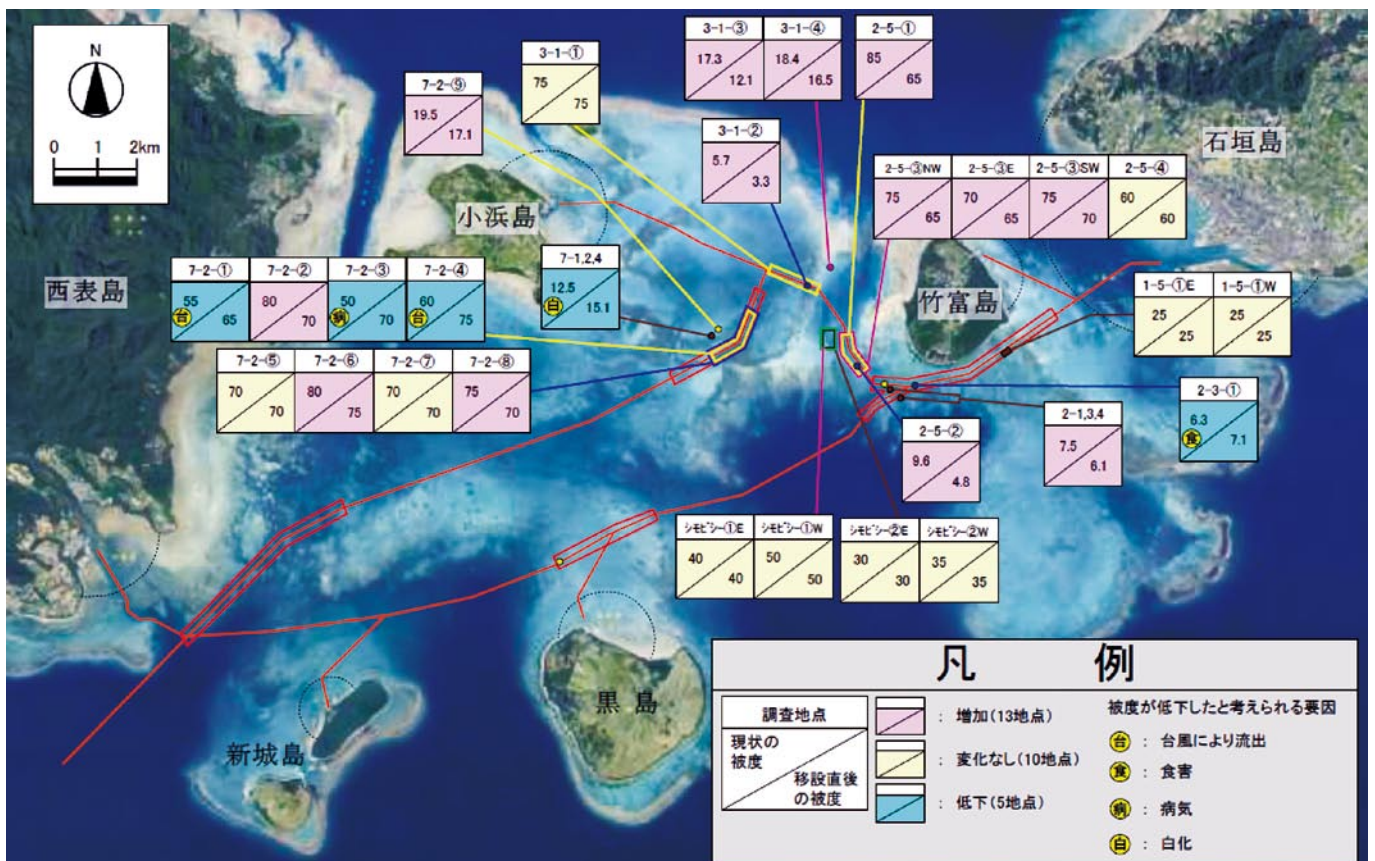 N
0 1 2km
3-1-①
75
75
7-2-⑨
19.5
17.1
3-1-③ 3-1-④
17.3 18.4
12.1 16.5
2-5-①
85
65
3-1-②
5.7
3.3
石垣島
2-5-③NW 2-5-③E 2-5-③SW 2-5-④
75 70 75 60
65 65 70 60
小浜島
西表島
竹富島
7-2-① 7-2-② 7-2-③ 7-2-④
55 80 50 60
台 病 台
65 70 70 75
7-1,2,4
12.5
白
15.1
1-5-①E 1-5-①W
25 25
25 25
7-2-⑤ 7-2-⑥ 7-2-⑦ 7-2-⑧
70 80 70 75
70 75 70 70
2-3-①
6.3
食
7.1
2-1,3,4
7.5
6.1
2-5-②
9.6
4.8
シモビシー①E シモビシー①W
40 50
40 50
シモビシー②E シモビシー②W
30 35
30 35
黒島
新城島
凡例
調査地点
現状の
被度
移設直後
の被度
: 増加(13地点)
: 変化なし(10地点)
: 低下(5地点)
被度が低下したと考えられる要因
台 : 台風により流出
食 : 食害
病 : 病気
白 : 白化